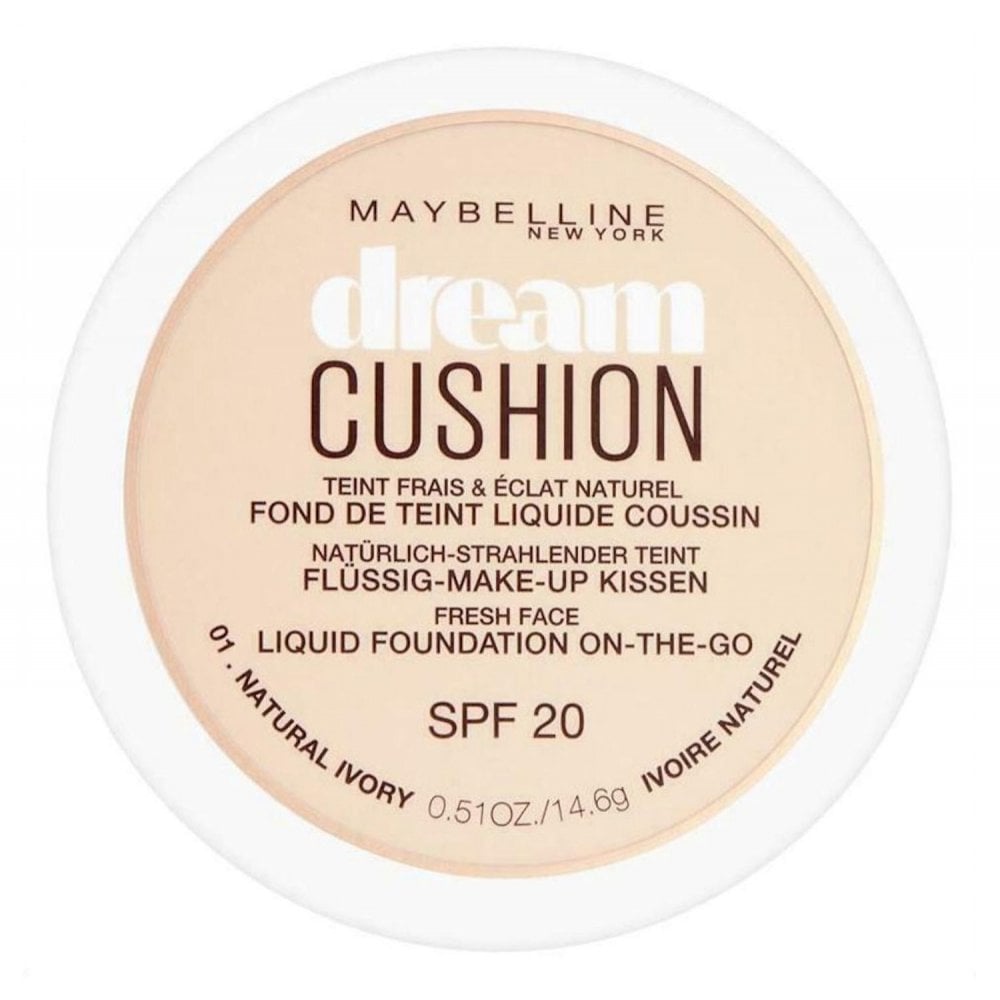 MAYBELLINE
NEW YORK
dream
CUSHION
TEINT FRAIS & ÉCLAT NATUREL
FOND DE TEINT LIQUIDE COUSSIN
NATÜRLICH-STRAHLENDER TEINT
FLÜSSIG-MAKE-UP KISSEN
FRESH FACE
LIQUID FOUNDATION ON-THE-GO
SPF 20
01 . NATURAL IVORY
0.51OZ./14.6g
IVOIRE NATUREL